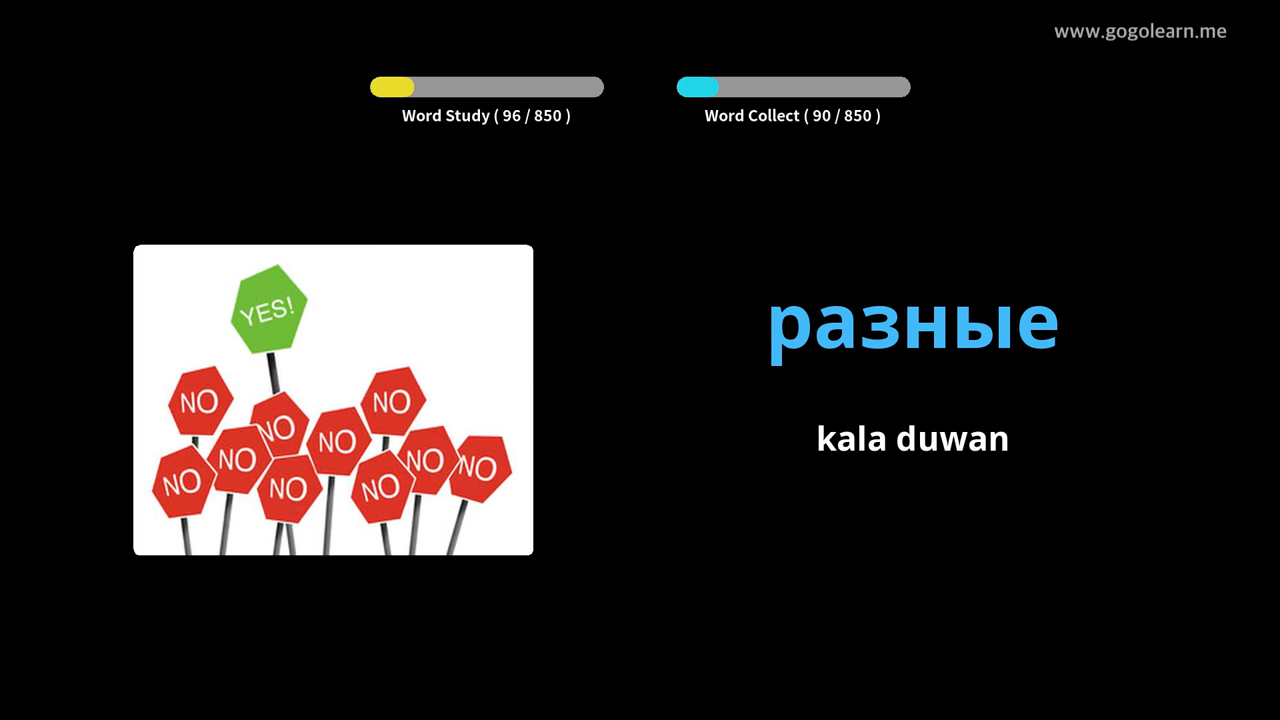 www.gogolearn.me
Word Study ( 96 / 850 )
Word Collect ( 90 / 850 )
YES!
NO
NO
NO
NO
NO
NO
NO
NO
NO
NO
разные
kala duwan